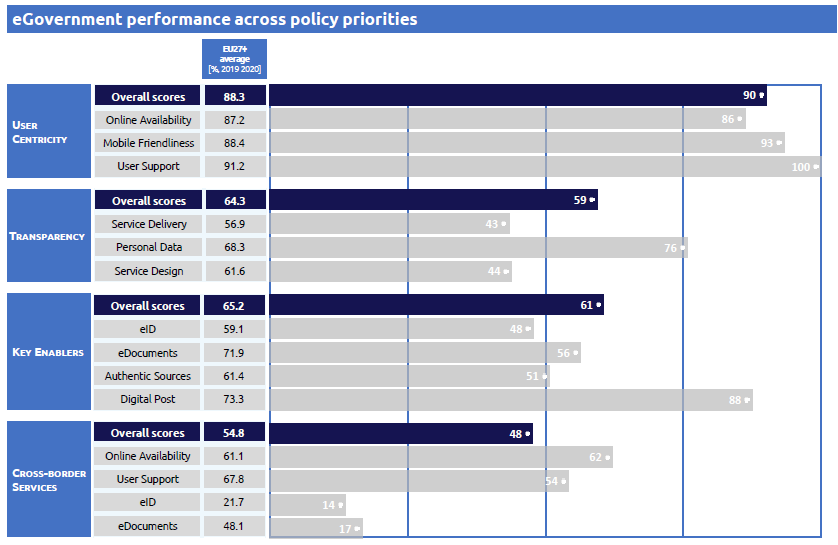 eGovernment performance across policy priorities
EU27+
average
[%, 2019 2020]
USER
CENTRICITY
Overall scores 88.3 90
Online Availability 87.2 86
Mobile Friendliness 88.4 93
User Support 91.2 100
TRANSPARENCY
Overall scores 64.3 59
Service Delivery 56.9 43
Personal Data 68.3 76
Service Design 61.6 44
KEY ENABLERS
Overall scores 65.2 61
eID 59.1 48
eDocuments 71.9 56
Authentic Sources 61.4 51
Digital Post 73.3 88
CROSS-BORDER
SERVICES
Overall scores 54.8 48
Online Availability 61.1 62
User Support 67.8 54
eID 21.7 14
eDocuments 48.1 17